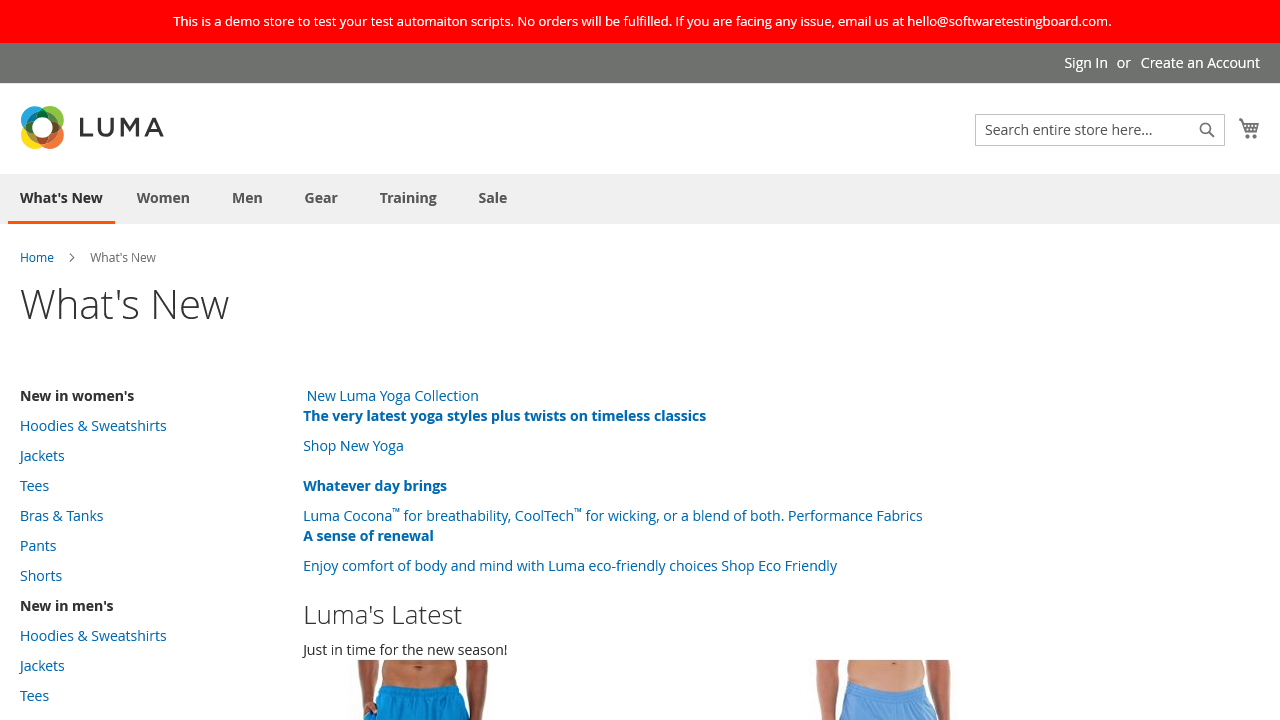 This is a demo store to test your test automaiton scripts. No orders will be fulfilled. If you are facing any issue, email us at hello@softwaretestingboard.com.
Sign In or Create an Account
LUMA
Search entire store here...
What's New Women Men Gear Training Sale
Home > What's New
What's New
New in women's
Hoodies & Sweatshirts
Jackets
Tees
Bras & Tanks
Pants
Shorts
New in men's
Hoodies & Sweatshirts
Jackets
Tees
New Luma Yoga Collection
The very latest yoga styles plus twists on timeless classics
Shop New Yoga
Whatever day brings
Luma Cocona™ for breathability, CoolTech™ for wicking, or a blend of both. Performance Fabrics
A sense of renewal
Enjoy comfort of body and mind with Luma eco-friendly choices Shop Eco Friendly
Luma's Latest
Just in time for the new season!